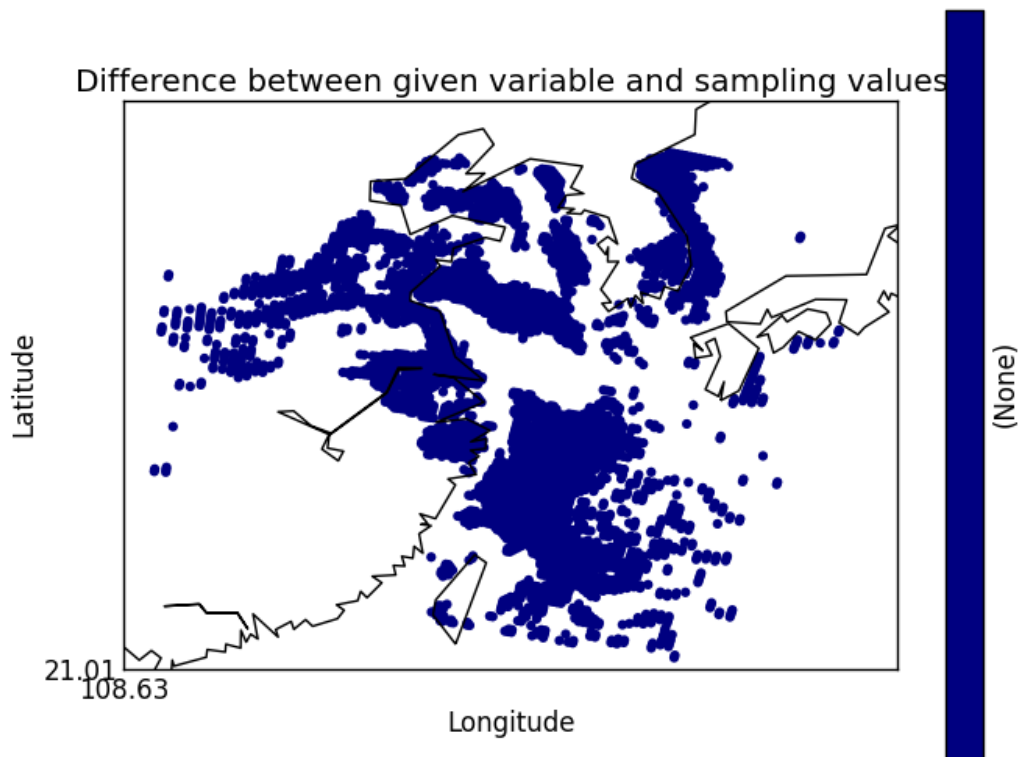 Difference between given variable and sampling values
Latitude
(None)
21.01
108.63
Longitude